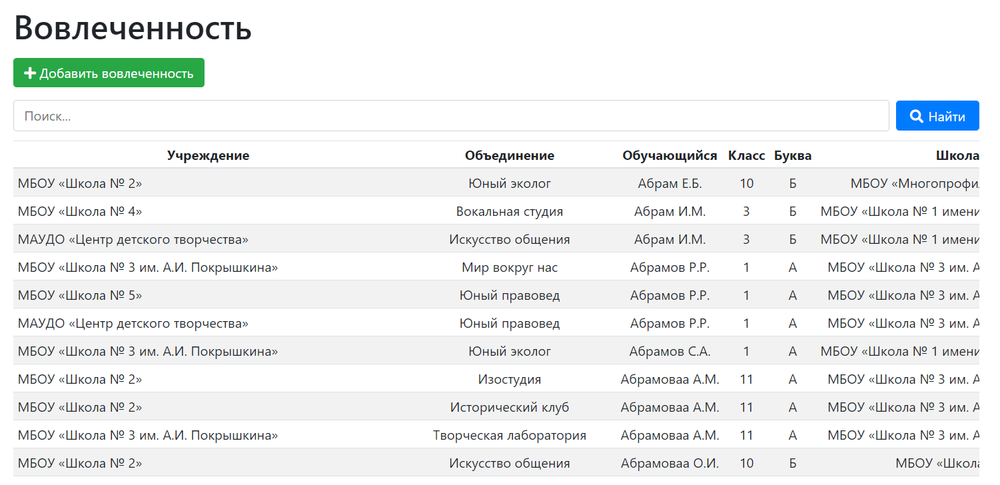 Вовлеченность
Добавить вовлеченность
Поиск... Найти
Учреждение Объединение Обучающийся Класс Буква Школа
МБОУ «Школа № 2» Юный эколог Абрам Е.Б. 10 Б МБОУ «Многопрофи
МБОУ «Школа № 4» Вокальная студия Абрам И.М. 3 Б МБОУ «Школа № 1 имени
МАУДО «Центр детского творчества» Искусство общения Абрам И.М. 3 Б МБОУ «Школа № 1 имени
МБОУ «Школа № 3 им. А.И. Покрышкина» Мир вокруг нас Абрамов Р.Р. 1 А МБОУ «Школа № 3 им. А
МБОУ «Школа № 5» Юный правовед Абрамов Р.Р. 1 А МБОУ «Школа № 3 им. А
МАУДО «Центр детского творчества» Юный правовед Абрамов Р.Р. 1 А МБОУ «Школа № 3 им. А
МБОУ «Школа № 3 им. А.И. Покрышкина» Юный эколог Абрамов С.А. 1 А МБОУ «Школа № 1 имени
МБОУ «Школа № 2» Изостудия Абрамоваа А.М. 11 А МБОУ «Школа № 3 им. А
МБОУ «Школа № 2» Исторический клуб Абрамоваа А.М. 11 А МБОУ «Школа № 3 им. А
МБОУ «Школа № 3 им. А.И. Покрышкина» Творческая лаборатория Абрамоваа А.М. 11 А МБОУ «Школа № 3 им. А
МБОУ «Школа № 2» Искусство общения Абрамоваа О.И. 10 Б МБОУ «Школа